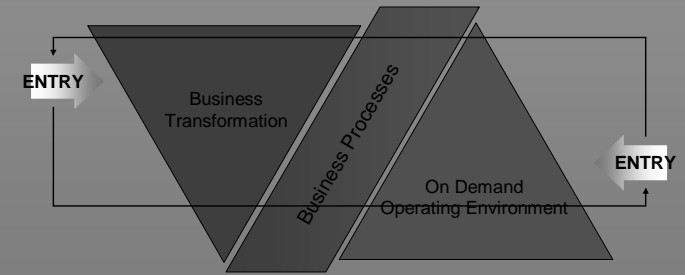 ENTRY
Business
Transformation
Business Processes
On Demand
Operating Environment
ENTRY